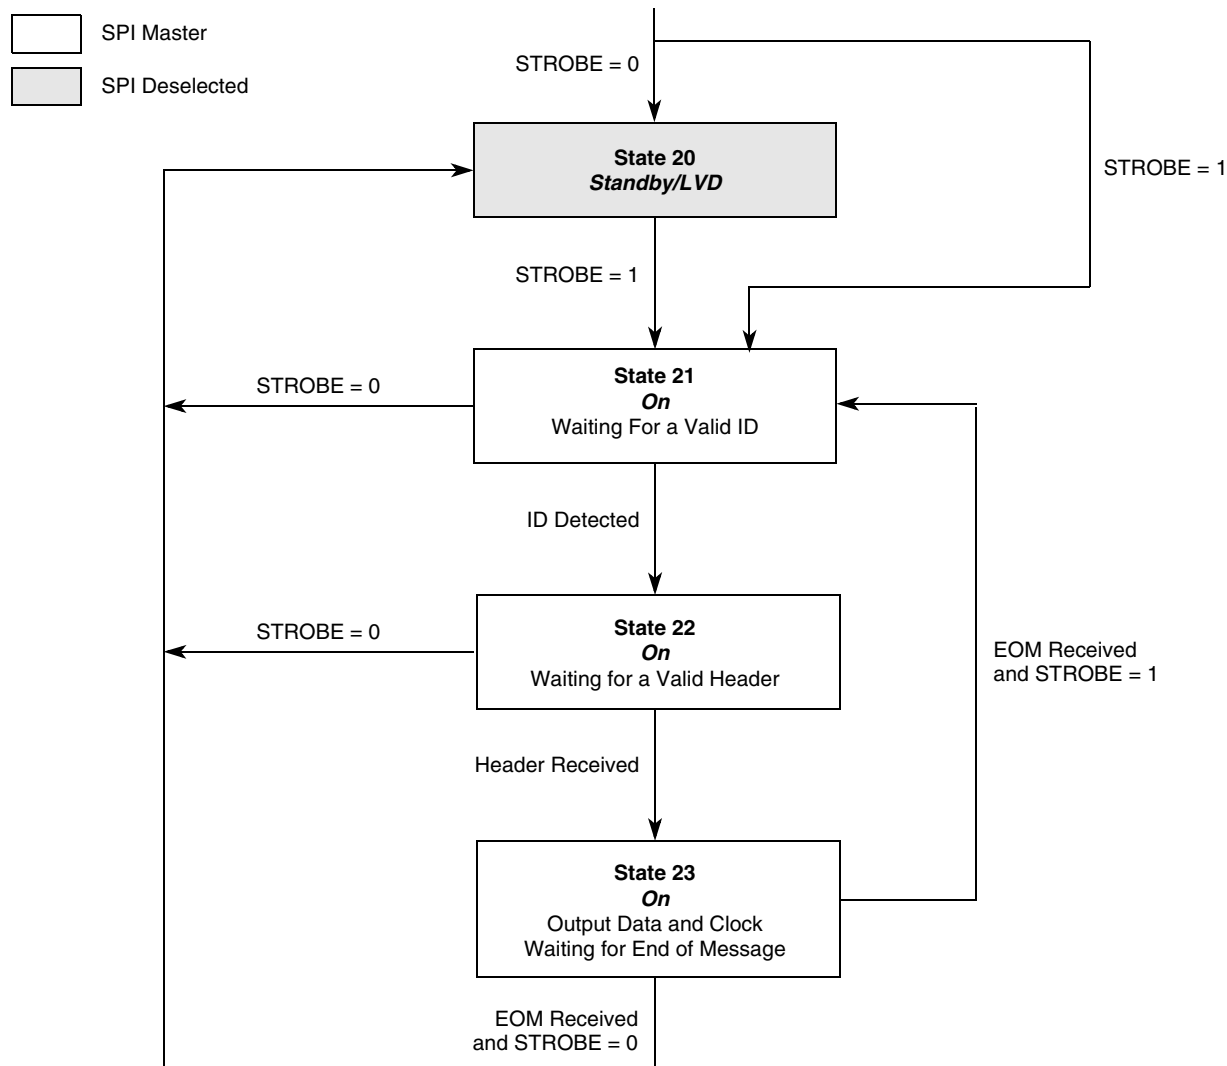 SPI Master
SPI Deselected
STROBE = 0
STROBE = 1
State 20
Standby/LVD
STROBE = 1
State 21
On
Waiting For a Valid ID
STROBE = 0
ID Detected
State 22
On
Waiting for a Valid Header
STROBE = 0
EOM Received
and STROBE = 1
Header Received
State 23
On
Output Data and Clock
Waiting for End of Message
EOM Received
and STROBE = 0